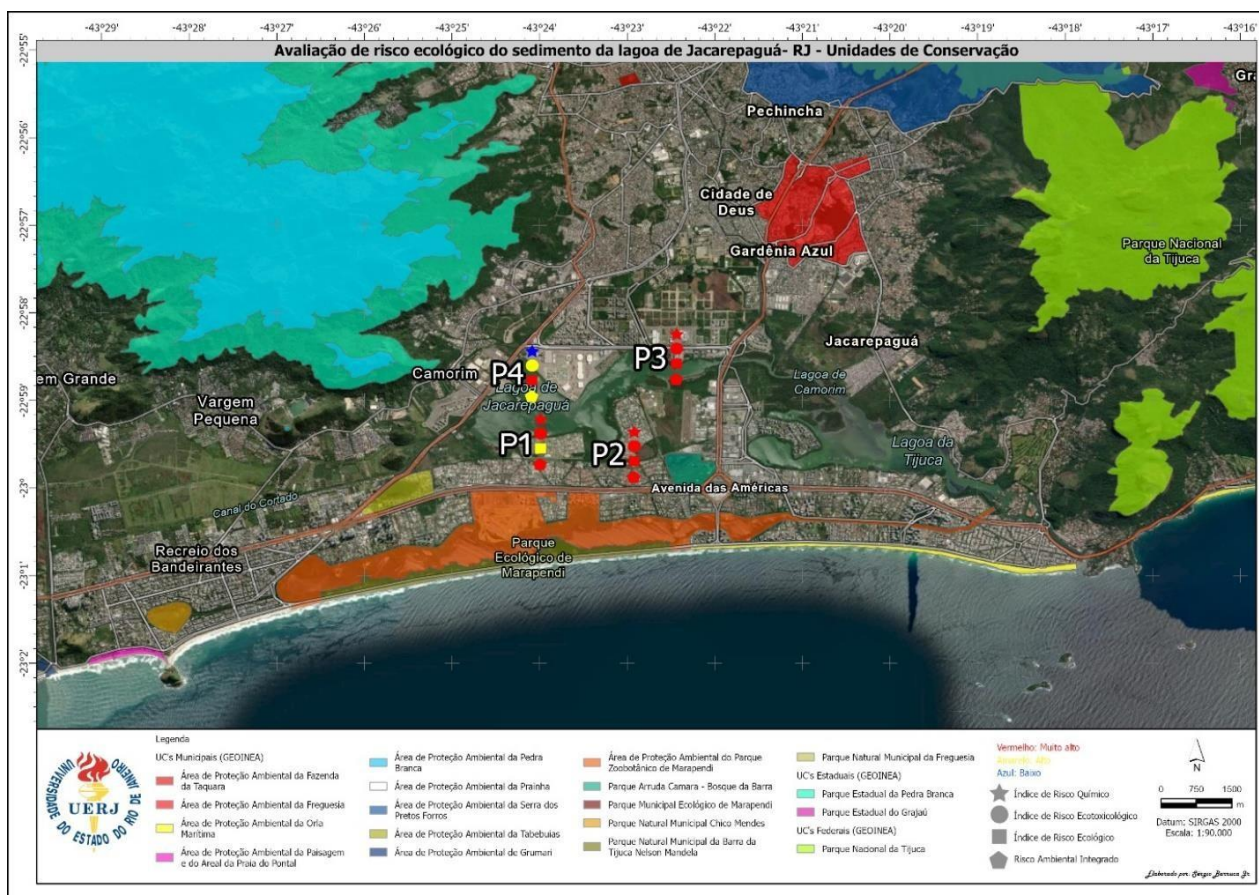 -43°29' -43°28' -43°27' -43°26' -43°25' -43°24' -43°23' -43°22' -43°21' -43°20' -43°19' -43°18' -43°17' -43°16'
Avaliação de risco ecológico do sedimento da lagoa de Jacarepaguá- RJ - Unidades de Conservação
-22°55'
-22°56'
-22°57'
-22°58'
-22°59'
-23°
-23°1'
-23°2'
Gra
Pechincha
Cidade de
Deus
Gardênia Azul
Parque Nacional
da Tijuca
P3
Jacarepaguá
em Grande
Camorim
P4
Lagoa de
Jacarepaguá
Lagoa de
Camorim
Vargem
Pequena
P1
P2
Lagoa da
Tijuca
Avenida das Américas
Canal do Cortado
Recreio dos
Bandeirantes
Parque
Ecológico de
Marapendi
UERJ
UNIVERSIDADE DO ESTADO DO RIO DE JANEIRO
Legenda
UC's Municipais (GEOINEA)
Área de Proteção Ambiental da Fazenda
da Taquara
Área de Proteção Ambiental da Freguesia
Área de Proteção Ambiental da Orla
Marítima
Área de Proteção Ambiental da Paisagem
e do Areal da Praia do Pontal
Área de Proteção Ambiental da Pedra
Branca
Área de Proteção Ambiental da Prainha
Área de Proteção Ambiental da Serra dos
Pretos Forros
Área de Proteção Ambiental da Tabebuias
Área de Proteção Ambiental de Grumari
Área de Proteção Ambiental do Parque
Zoobotânico de Marapendi
Parque Arruda Camara - Bosque da Barra
Parque Municipal Ecológico de Marapendi
Parque Natural Municipal Chico Mendes
Parque Natural Municipal da Barra da
Tijuca Nelson Mandela
Parque Natural Municipal da Freguesia
UC's Estaduais (GEOINEA)
Parque Estadual da Pedra Branca
Parque Estadual do Grajaú
UC's Federais (GEOINEA)
Parque Nacional da Tijuca
Vermelho: Muito alto
Amarelo: Alto
Azul: Baixo
Índice de Risco Químico
Índice de Risco Ecotoxicológico
Índice de Risco Ecológico
Risco Ambiental Integrado
N
0 750 1500
m
Datum: SIRGAS 2000
Escala: 1:90.000
Elaborado por: Sérgio Barrusa Jr